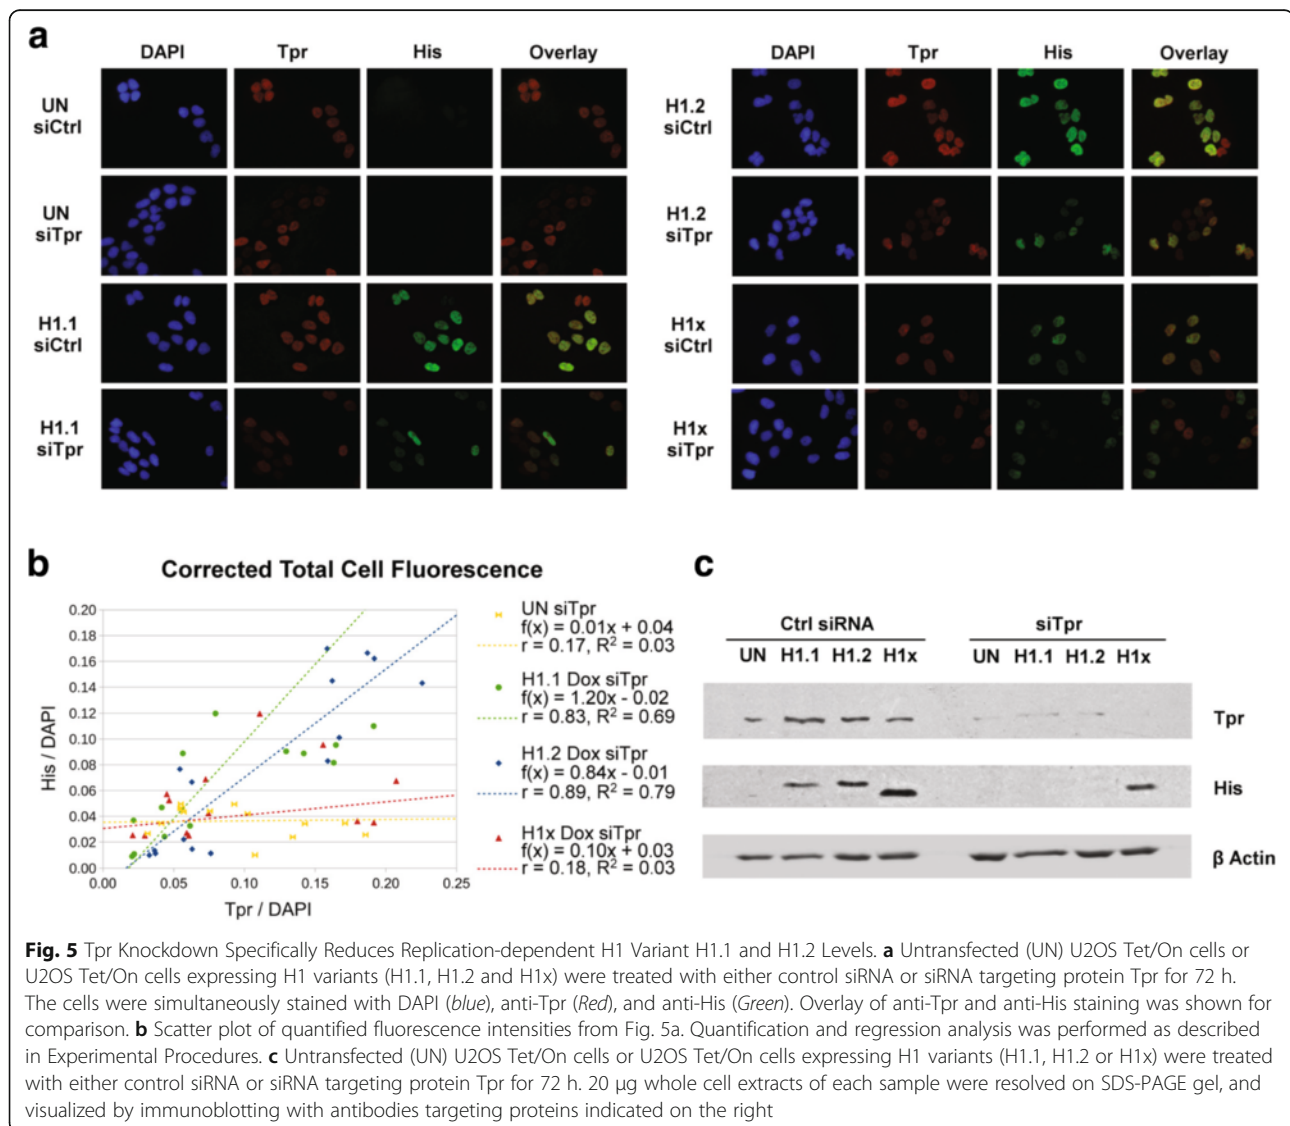 a
DAPI Tpr His Overlay
UN
siCtrl
UN
siTpr
H1.1
siCtrl
H1.1
siTpr
DAPI Tpr His Overlay
H1.2
siCtrl
H1.2
siTpr
H1x
siCtrl
H1x
siTpr
b
Corrected Total Cell Fluorescence
His / DAPI
0.20
0.18
0.16
0.14
0.12
0.10
0.08
0.06
0.04
0.02
0.00
0.00 0.05 0.10 0.15 0.20 0.25
Tpr / DAPI
UN siTpr
f(x) = 0.01x + 0.04
r = 0.17, R² = 0.03
H1.1 Dox siTpr
f(x) = 1.20x - 0.02
r = 0.83, R² = 0.69
H1.2 Dox siTpr
f(x) = 0.84x - 0.01
r = 0.89, R² = 0.79
H1x Dox siTpr
f(x) = 0.10x + 0.03
r = 0.18, R² = 0.03
c
Ctrl siRNA siTpr
UN H1.1 H1.2 H1x UN H1.1 H1.2 H1x
Tpr
His
β Actin
Fig. 5 Tpr Knockdown Specifically Reduces Replication-dependent H1 Variant H1.1 and H1.2 Levels. a Untransfected (UN) U2OS Tet/On cells or
U2OS Tet/On cells expressing H1 variants (H1.1, H1.2 and H1x) were treated with either control siRNA or siRNA targeting protein Tpr for 72 h.
The cells were simultaneously stained with DAPI (blue), anti-Tpr (Red), and anti-His (Green). Overlay of anti-Tpr and anti-His staining was shown for
comparison. b Scatter plot of quantified fluorescence intensities from Fig. 5a. Quantification and regression analysis was performed as described
in Experimental Procedures. c Untransfected (UN) U2OS Tet/On cells or U2OS Tet/On cells expressing H1 variants (H1.1, H1.2 or H1x) were treated
with either control siRNA or siRNA targeting protein Tpr for 72 h. 20 μg whole cell extracts of each sample were resolved on SDS-PAGE gel, and
visualized by immunoblotting with antibodies targeting proteins indicated on the right